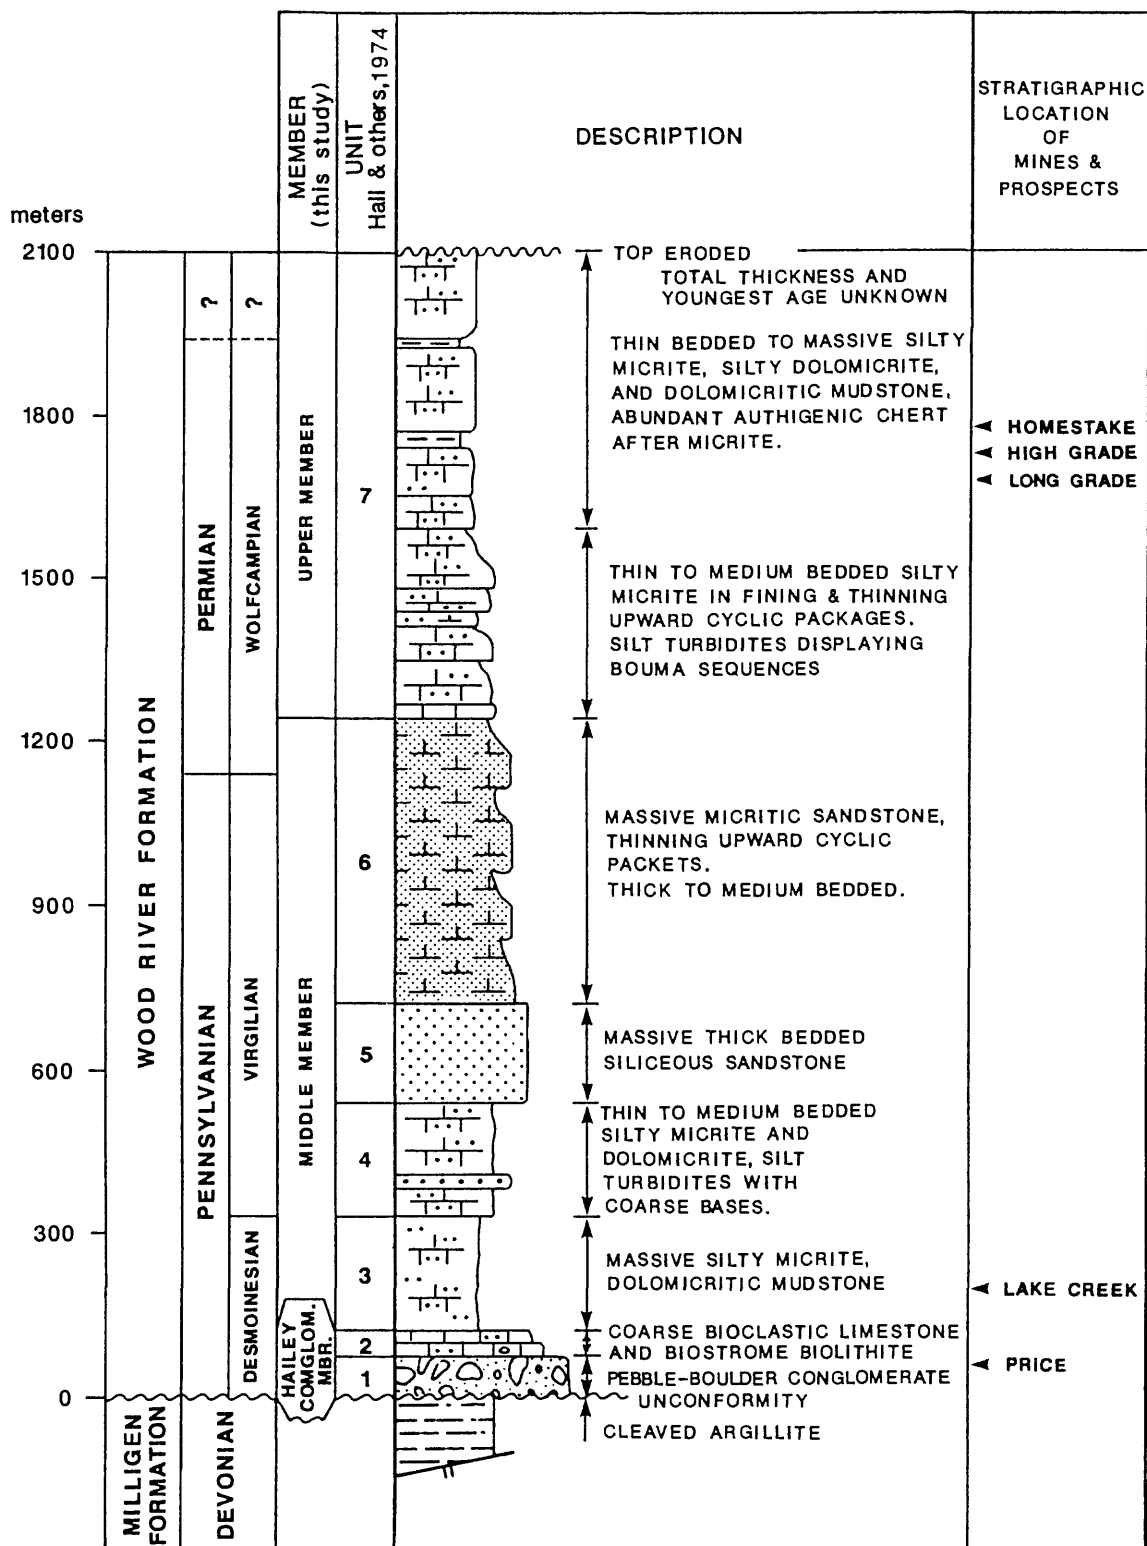 MEMBER
(this study)
UNIT
Hall & others,1974
DESCRIPTION
STRATIGRAPHIC
LOCATION
OF
MINES &
PROSPECTS
meters
2100
1800
1500
1200
900
600
300
0
WOOD RIVER FORMATION
MILLIGEN
FORMATION
?
PERMIAN
PENNSYLVANIAN
DEVONIAN
?
WOLFCAMPIAN
VIRGILIAN
DESMOINESIAN
UPPER MEMBER
MIDDLE MEMBER
HAILEY
COMGLOM.
MBR.
7
6
5
4
3
2
1
TOP ERODED
TOTAL THICKNESS AND
YOUNGEST AGE UNKNOWN
THIN BEDDED TO MASSIVE SILTY
MICRITE, SILTY DOLOMICRITE,
AND DOLOMICRITIC MUDSTONE,
ABUNDANT AUTHIGENIC CHERT
AFTER MICRITE.
THIN TO MEDIUM BEDDED SILTY
MICRITE IN FINING & THINNING
UPWARD CYCLIC PACKAGES.
SILT TURBIDITES DISPLAYING
BOUMA SEQUENCES
MASSIVE MICRITIC SANDSTONE,
THINNING UPWARD CYCLIC
PACKETS.
THICK TO MEDIUM BEDDED.
MASSIVE THICK BEDDED
SILICEOUS SANDSTONE
THIN TO MEDIUM BEDDED
SILTY MICRITE AND
DOLOMICRITE, SILT
TURBIDITES WITH
COARSE BASES.
MASSIVE SILTY MICRITE,
DOLOMICRITIC MUDSTONE
COARSE BIOCLASTIC LIMESTONE
AND BIOSTROME BIOLITHITE
PEBBLE-BOULDER CONGLOMERATE
UNCONFORMITY
CLEAVED ARGILLITE
HOMESTAKE
HIGH GRADE
LONG GRADE
LAKE CREEK
PRICE